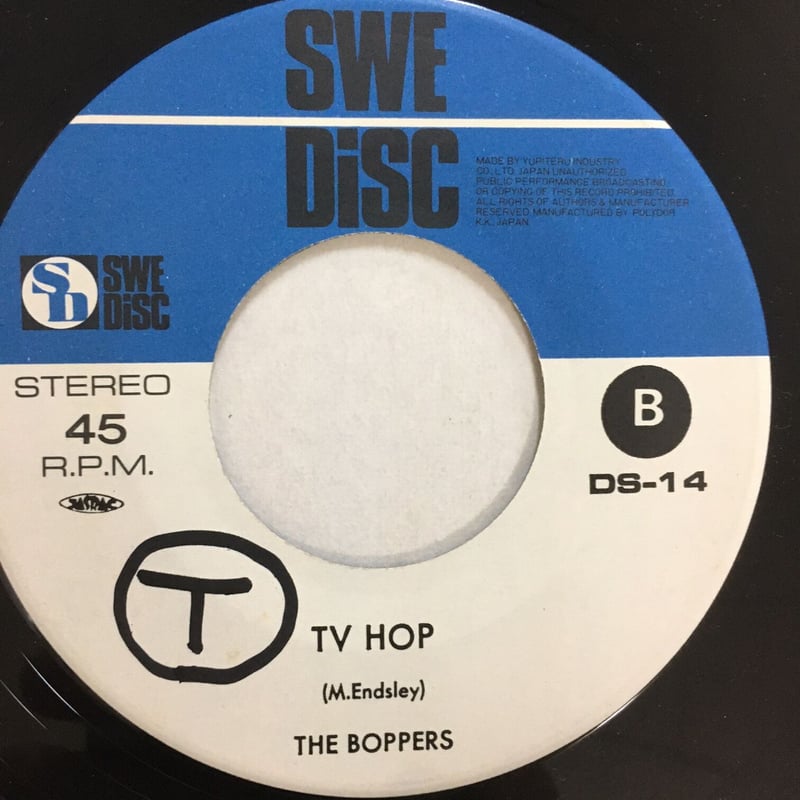 SWE
DiSC
MADE BY YUPITERU INDUSTRY
CO., LTD. JAPAN UNAUTHORIZED
PUBLIC PERFORMANCE BROADCASTING
OR COPYING OF THIS RECORD PROHIBITED
ALL RIGHTS OF AUTHORS & MANUFACTURER
RESERVED MANUFACTURED BY POLYDOR
K.K. JAPAN
SD SWE
DiSC
STEREO
45
R.P.M.
JASRAC
B
DS-14
T
TV HOP
(M.Endsley)
THE BOPPERS